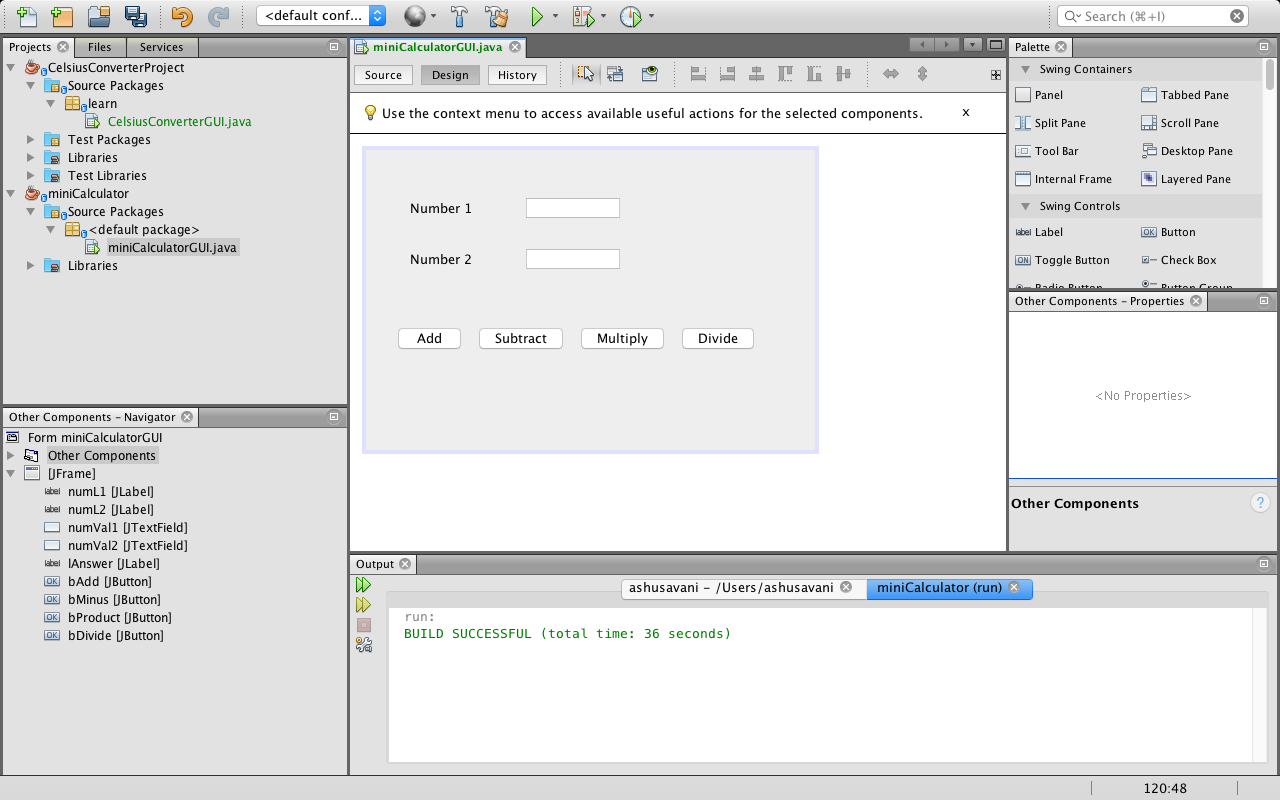 <default conf...
Search (⌘+I)
Projects
Files
Services
CelsiusConverterProject
Source Packages
learn
CelsiusConverterGUI.java
Test Packages
Libraries
Test Libraries
miniCalculator
Source Packages
<default package>
miniCalculatorGUI.java
Libraries
Other Components - Navigator
Form miniCalculatorGUI
Other Components
[JFrame]
label numL1 [JLabel]
label numL2 [JLabel]
numVal1 [JTextField]
numVal2 [JTextField]
label lAnswer [JLabel]
OK bAdd [JButton]
OK bMinus [JButton]
OK bProduct [JButton]
OK bDivide [JButton]
miniCalculatorGUI.java
Source Design History
Use the context menu to access available useful actions for the selected components. x
Number 1
Number 2
Add Subtract Multiply Divide
Palette
Swing Containers
Panel Tabbed Pane
Split Pane Scroll Pane
Tool Bar Desktop Pane
Internal Frame Layered Pane
Swing Controls
label Label OK Button
ON Toggle Button Check Box
Radio Button Button Group
Other Components - Properties
<No Properties>
Other Components ?
Output
ashusavani - /Users/ashusavani miniCalculator (run)
run:
BUILD SUCCESSFUL (total time: 36 seconds)
120:48